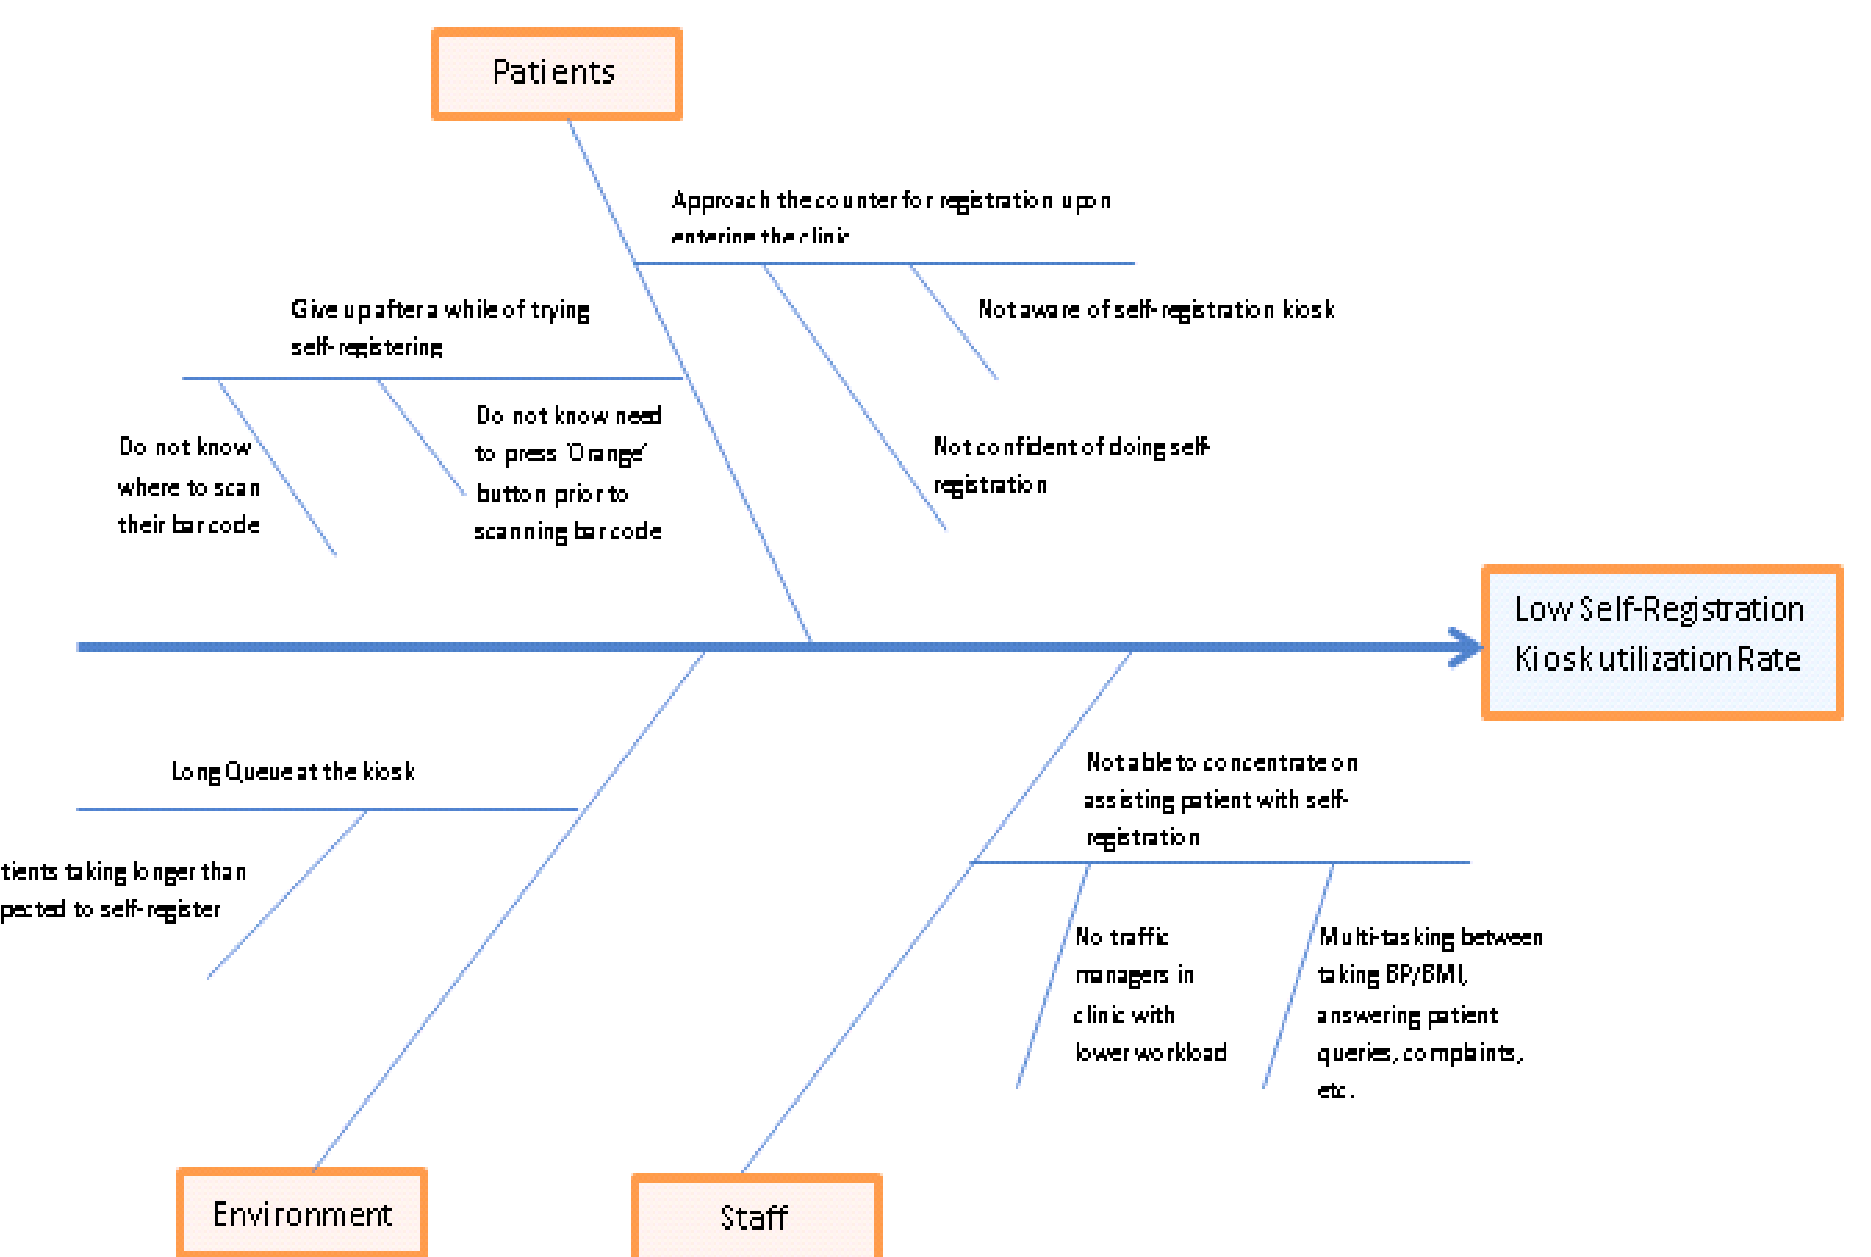 Patients
Approach the counter for registration upon
entering the clinic
Not aware of self-registration kiosk
Not confident of doing self-
registration
Give up after a while of trying
self-registering
Do not know
where to scan
their barcode
Do not know need
to press 'Orange'
button prior to
scanning barcode
Low Self-Registration
Kiosk utilization Rate
Long Queue at the kiosk
tients taking longer than
pected to self-register
Not able to concentrate on
assisting patient with self-
registration
No traffic
managers in
clinic with
lower workload
Multi-tasking between
taking BP/BMI,
answering patient
queries, complaints,
etc.
Environment
Staff